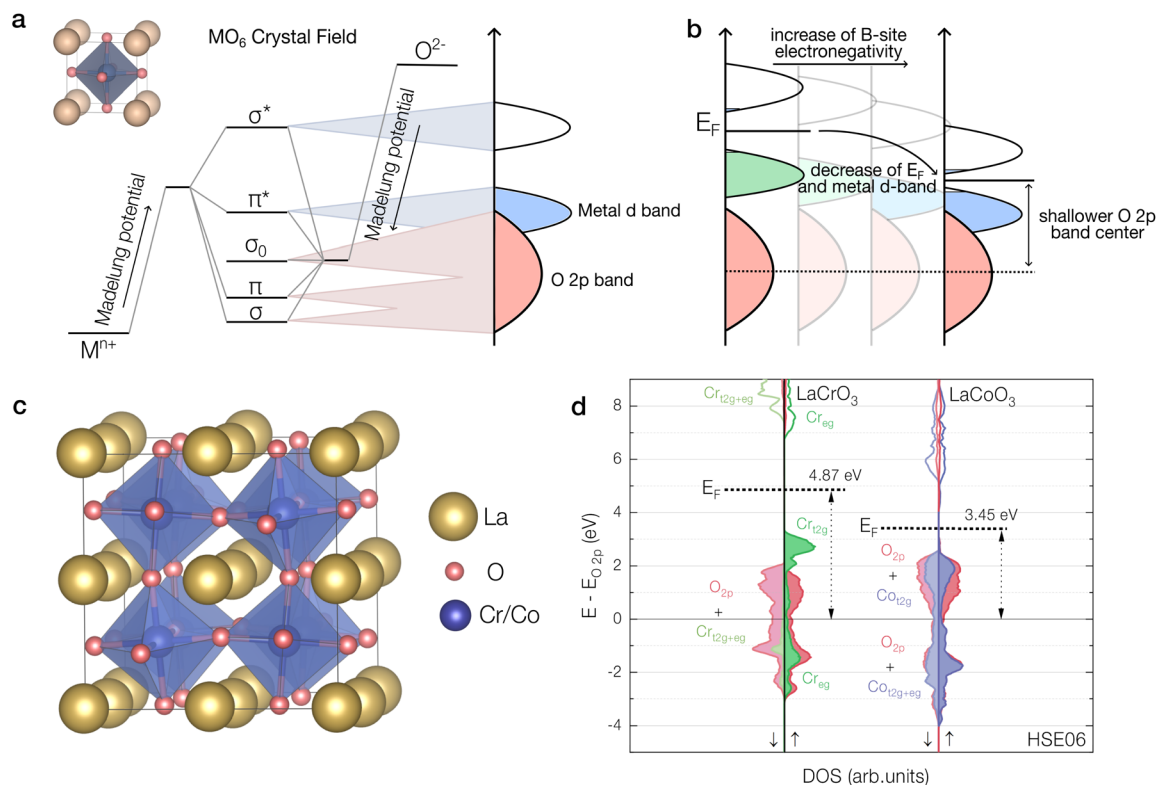 a
MO6 Crystal Field
O2-
σ*
π*
σ0
π
σ
Mn+
Madelung potential
Madelung potential
Metal d band
O 2p band
b
increase of B-site
electronegativity
EF
decrease of EF
and metal d-band
shallower O 2p
band center
c
La
O
Cr/Co
d
LaCrO3
LaCoO3
Crt2g+eg
Creg
4.87 eV
EF
3.45 eV
EF
Crt2g
O2p
+
Crt2g+eg
Creg
O2p
+
Cot2g
O2p
+
Cot2g+eg
8
6
4
2
0
-2
-4
E - EO 2p (eV)
↓ ↑
↓ ↑
HSE06
DOS (arb.units)